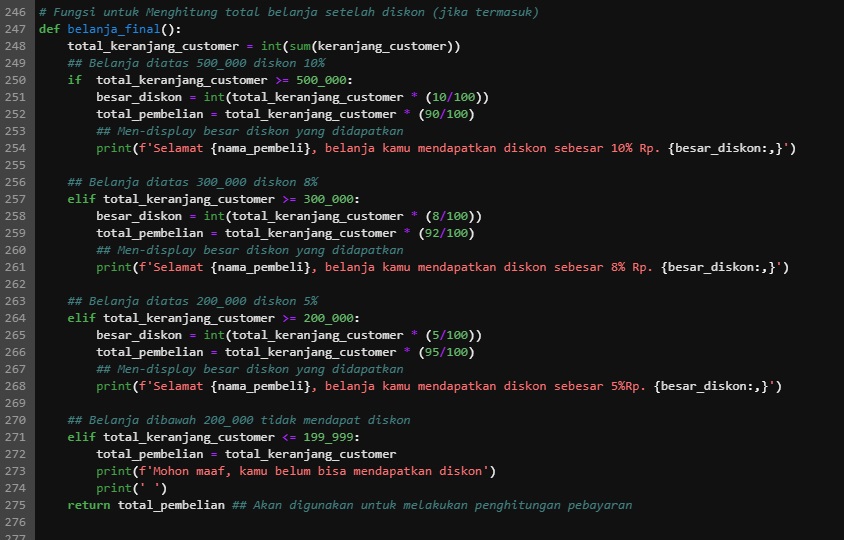 246 # Fungsi untuk Menghitung total belanja setelah diskon (jika termasuk)
247 def belanja_final():
248     total_keranjang_customer = int(sum(keranjang_customer))
249     ## Belanja diatas 500_000 diskon 10%
250     if  total_keranjang_customer >= 500_000:
251         besar_diskon = int(total_keranjang_customer * (10/100))
252         total_pembelian = total_keranjang_customer * (90/100)
253         ## Men-display besar diskon yang didapatkan
254         print(f'Selamat {nama_pembeli}, belanja kamu mendapatkan diskon sebesar 10% Rp. {besar_diskon:,}')
255
256     ## Belanja diatas 300_000 diskon 8%
257     elif total_keranjang_customer >= 300_000:
258         besar_diskon = int(total_keranjang_customer * (8/100))
259         total_pembelian = total_keranjang_customer * (92/100)
260         ## Men-display besar diskon yang didapatkan
261         print(f'Selamat {nama_pembeli}, belanja kamu mendapatkan diskon sebesar 8% Rp. {besar_diskon:,}')
262
263     ## Belanja diatas 200_000 diskon 5%
264     elif total_keranjang_customer >= 200_000:
265         besar_diskon = int(total_keranjang_customer * (5/100))
266         total_pembelian = total_keranjang_customer * (95/100)
267         ## Men-display besar diskon yang didapatkan
268         print(f'Selamat {nama_pembeli}, belanja kamu mendapatkan diskon sebesar 5%Rp. {besar_diskon:,}')
269
270     ## Belanja dibawah 200_000 tidak mendapat diskon
271     elif total_keranjang_customer <= 199_999:
272         total_pembelian = total_keranjang_customer
273         print(f'Mohon maaf, kamu belum bisa mendapatkan diskon')
274         print(' ')
275     return total_pembelian ## Akan digunakan untuk melakukan penghitungan pebayaran
276
277